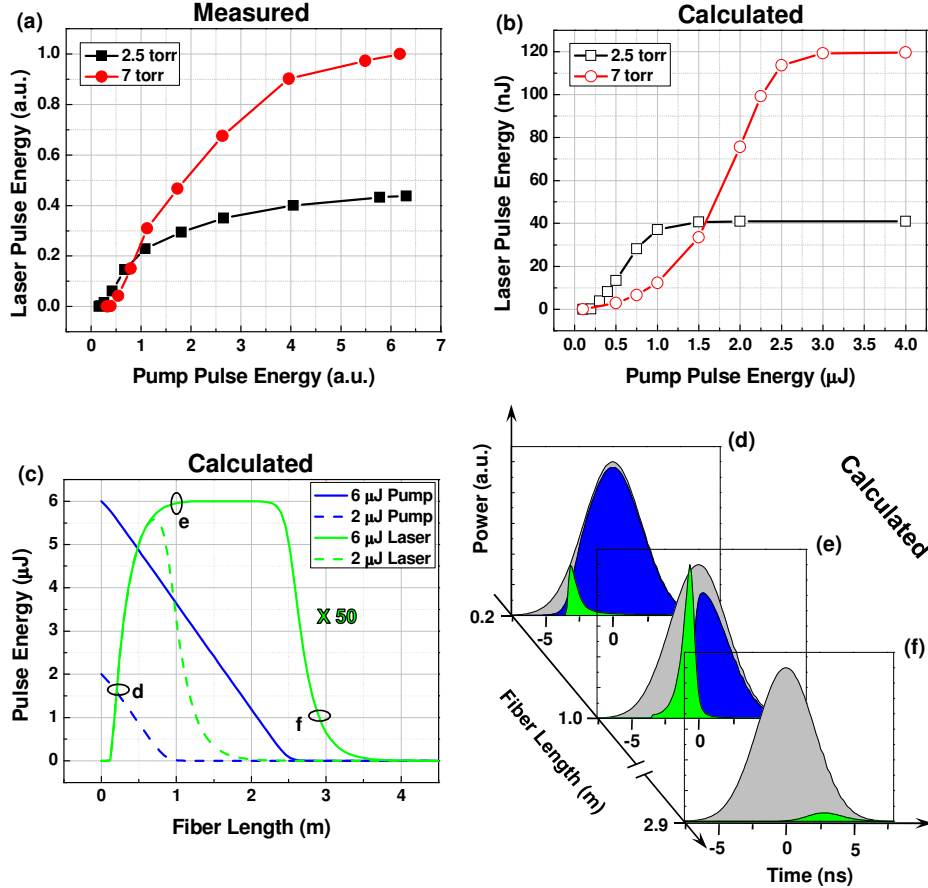 Measured
(a)
1.0
0.8
0.6
0.4
0.2
0.0
Laser Pulse Energy (a.u.)
2.5 torr
7 torr
0 1 2 3 4 5 6 7
Pump Pulse Energy (a.u.)
Calculated
(b)
120
100
80
60
40
20
0
Laser Pulse Energy (nJ)
2.5 torr
7 torr
0.0 0.5 1.0 1.5 2.0 2.5 3.0 3.5 4.0
Pump Pulse Energy (μJ)
Calculated
(c)
6
5
4
3
2
1
0
Pulse Energy (μJ)
6 μJ Pump
2 μJ Pump
6 μJ Laser
2 μJ Laser
X 50
e
d
f
0 1 2 3 4
Fiber Length (m)
Calculated
(d)
Power (a.u.)
0.2
-5 0
(e)
1.0
-5 0
(f)
2.9
-5 0 5
Fiber Length (m)
Time (ns)